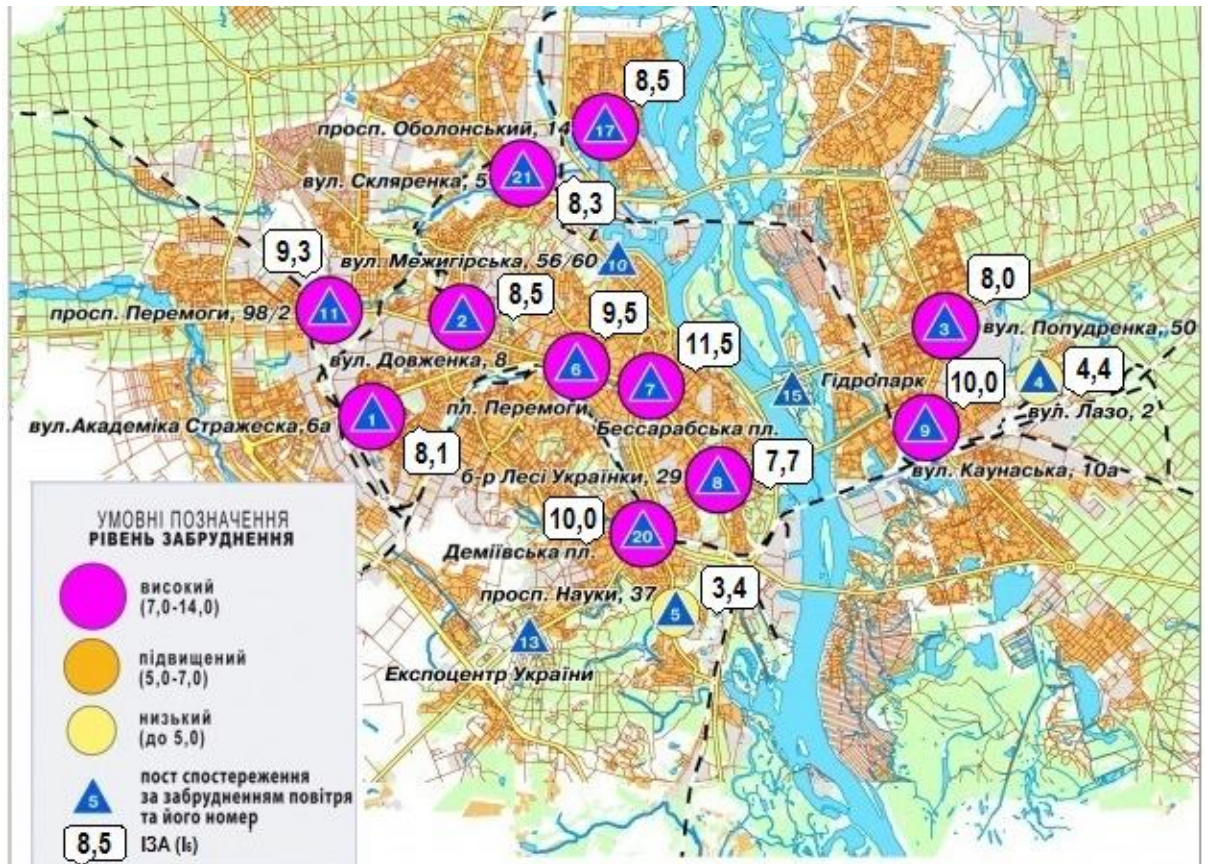 8,5
просп. Оболонський, 14
17
вул. Скляренка, 5
21
8,3
9,3
вул. Межигірська, 56/60
10
просп. Перемоги, 98/2
11
2
8,5
9,5
8,0
3
вул. Попудренка, 50
вул. Довженка, 8
6
11,5
7
15
Гідропарк
10,0
4
4,4
вул. Лазо, 2
пл. Перемоги
Бессарабська пл.
вул.Академіка Стражеска,6а
1
8,1
9
вул. Каунаська, 10а
б-р Лесі Українки, 29
8
7,7
10,0
20
Деміївська пл.
просп. Науки, 37
5
3,4
13
Експоцентр України
УМОВНІ ПОЗНАЧЕННЯ
РІВЕНЬ ЗАБРУДНЕННЯ
високий
(7,0-14,0)
підвищений
(5,0-7,0)
низький
(до 5,0)
5
пост спостереження
за забрудненням повітря
та його номер
8,5
ІЗА (I₅)